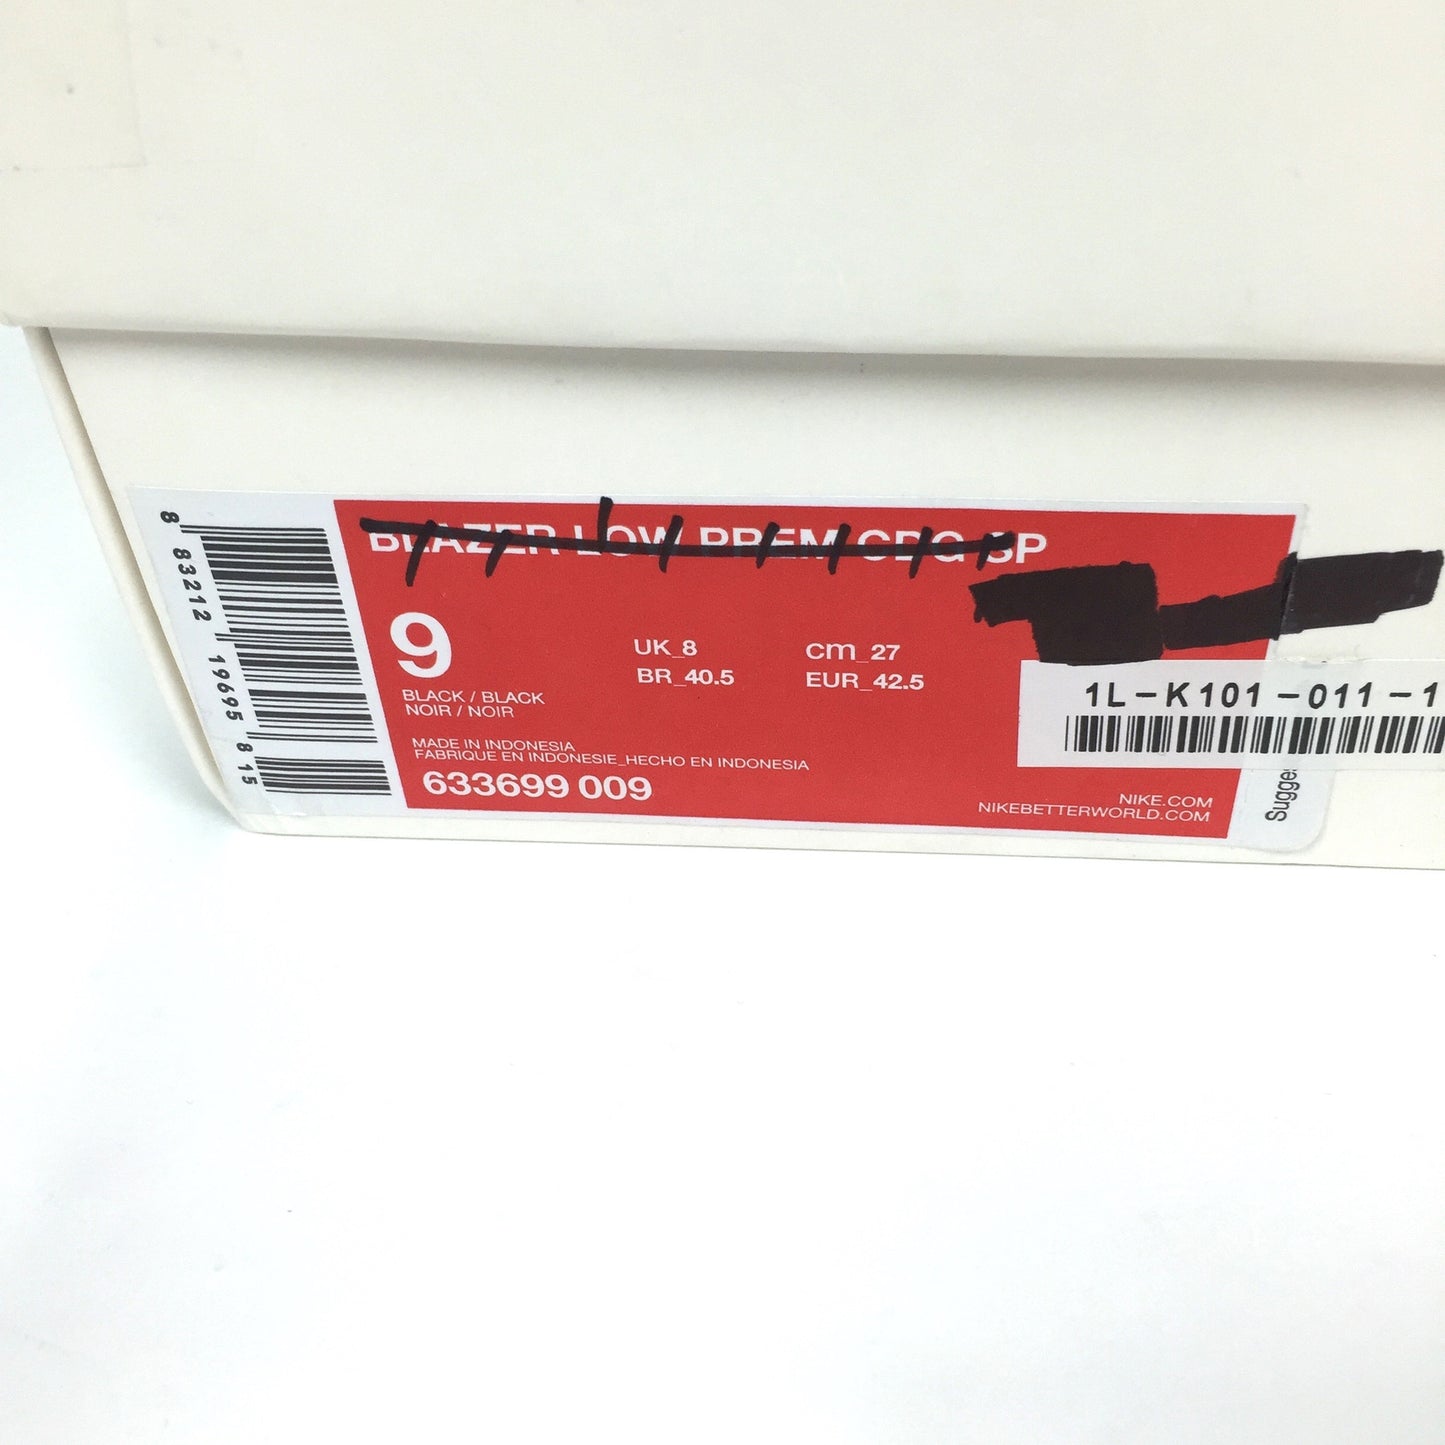 BLAZER LOW PREM CDG SP
9
UK_8
cm_27
BR_40.5
EUR_42.5
BLACK / BLACK
NOIR / NOIR
MADE IN INDONESIA
FABRIQUE EN INDONESIE_HECHO EN INDONESIA
633699 009
NIKE.COM
NIKEBETTERWORLD.COM
8 83212 19695 8 15
1L-K101-011-1
Sugge